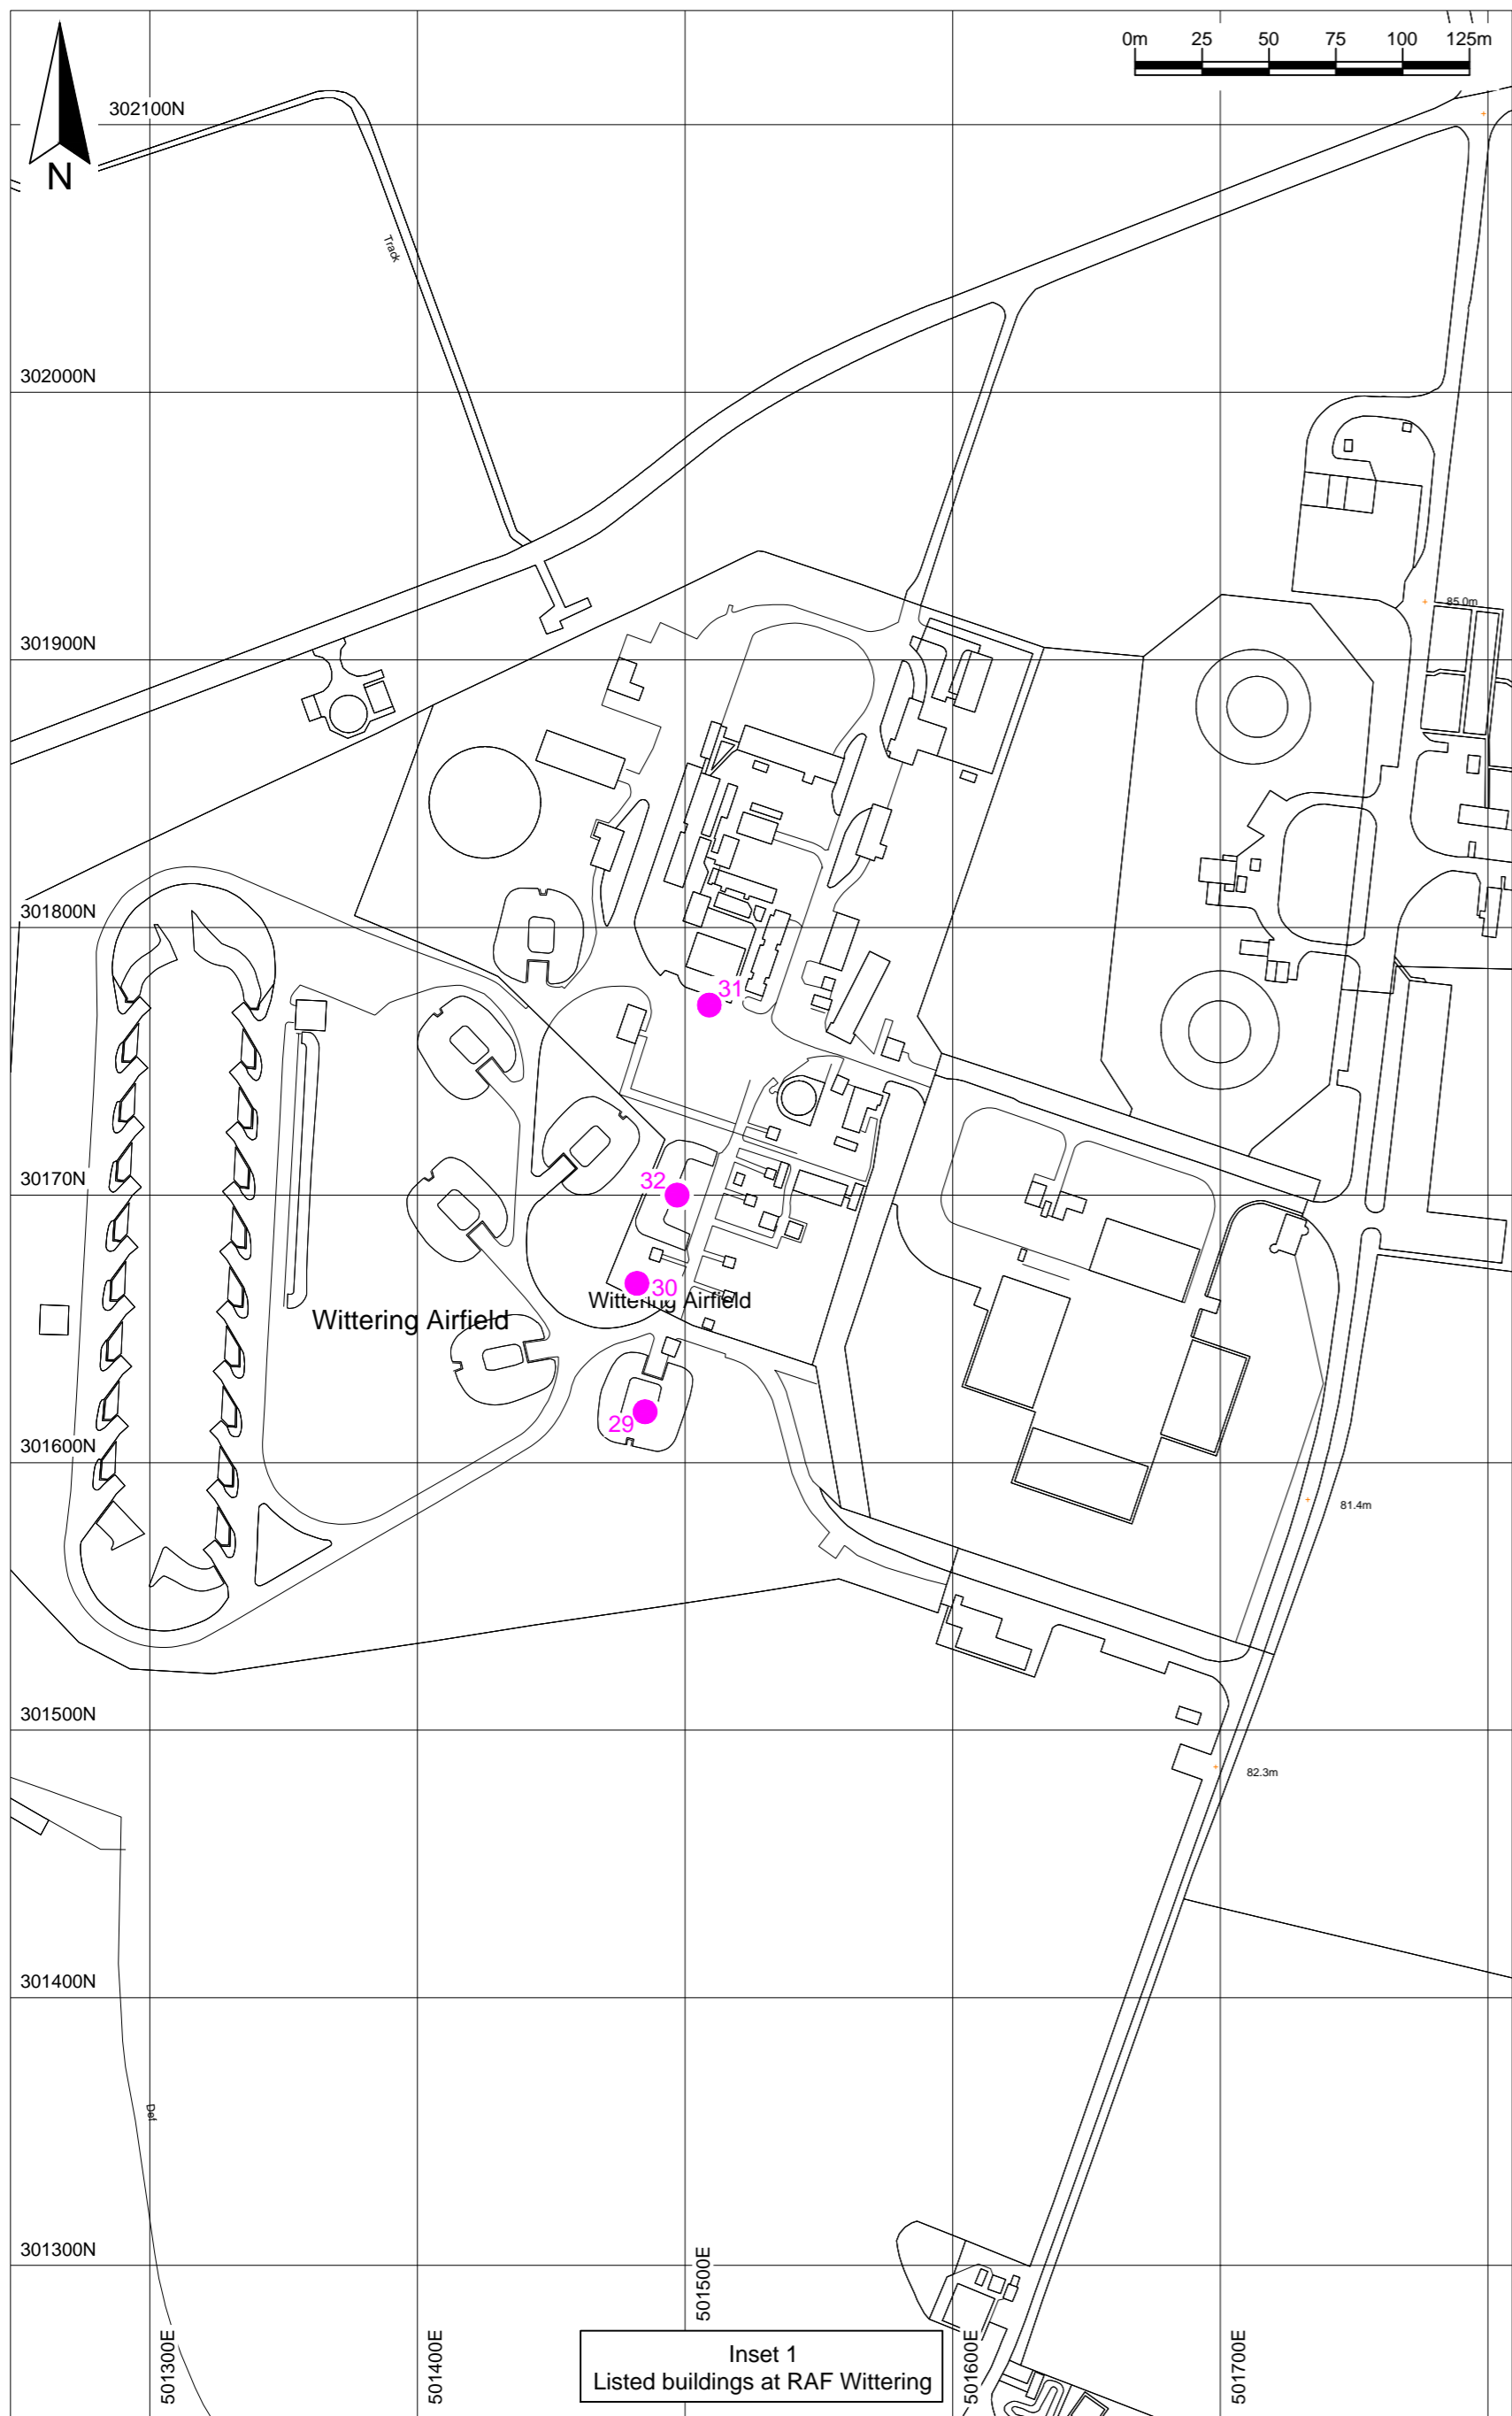 0m 25 50 75 100 125m
302100N
N
Track
302000N
85.0m
301900N
301800N
31
30170N
32
30
Wittering Airfield
Wittering Airfield
29
301600N
81.4m
301500N
82.3m
301400N
Def
301300N
501300E
501400E
501500E
501600E
501700E
Inset 1
Listed buildings at RAF Wittering